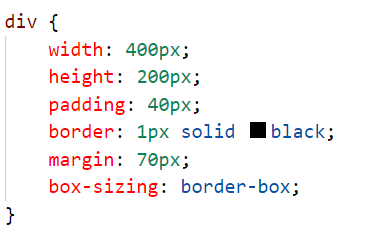 div {
width: 400px;
height: 200px;
padding: 40px;
border: 1px solid black;
margin: 70px;
box-sizing: border-box;
}